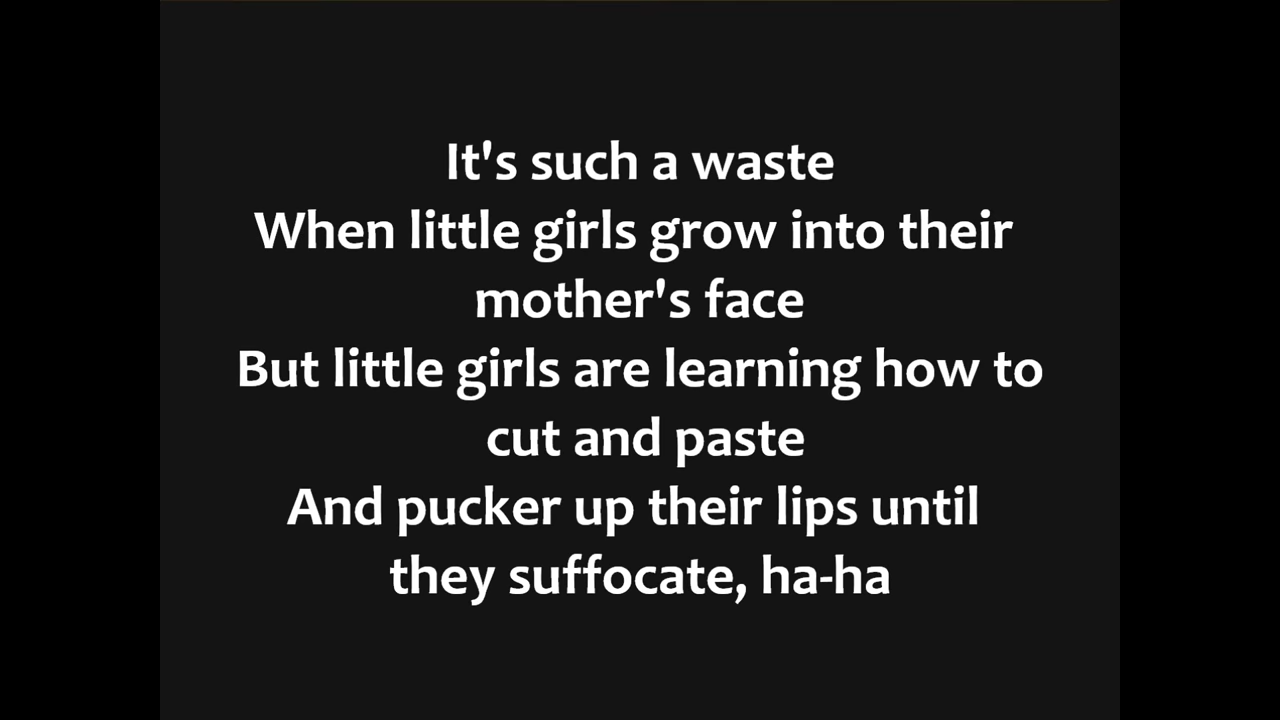 It's such a waste
When little girls grow into their
mother's face
But little girls are learning how to
cut and paste
And pucker up their lips until
they suffocate, ha-ha